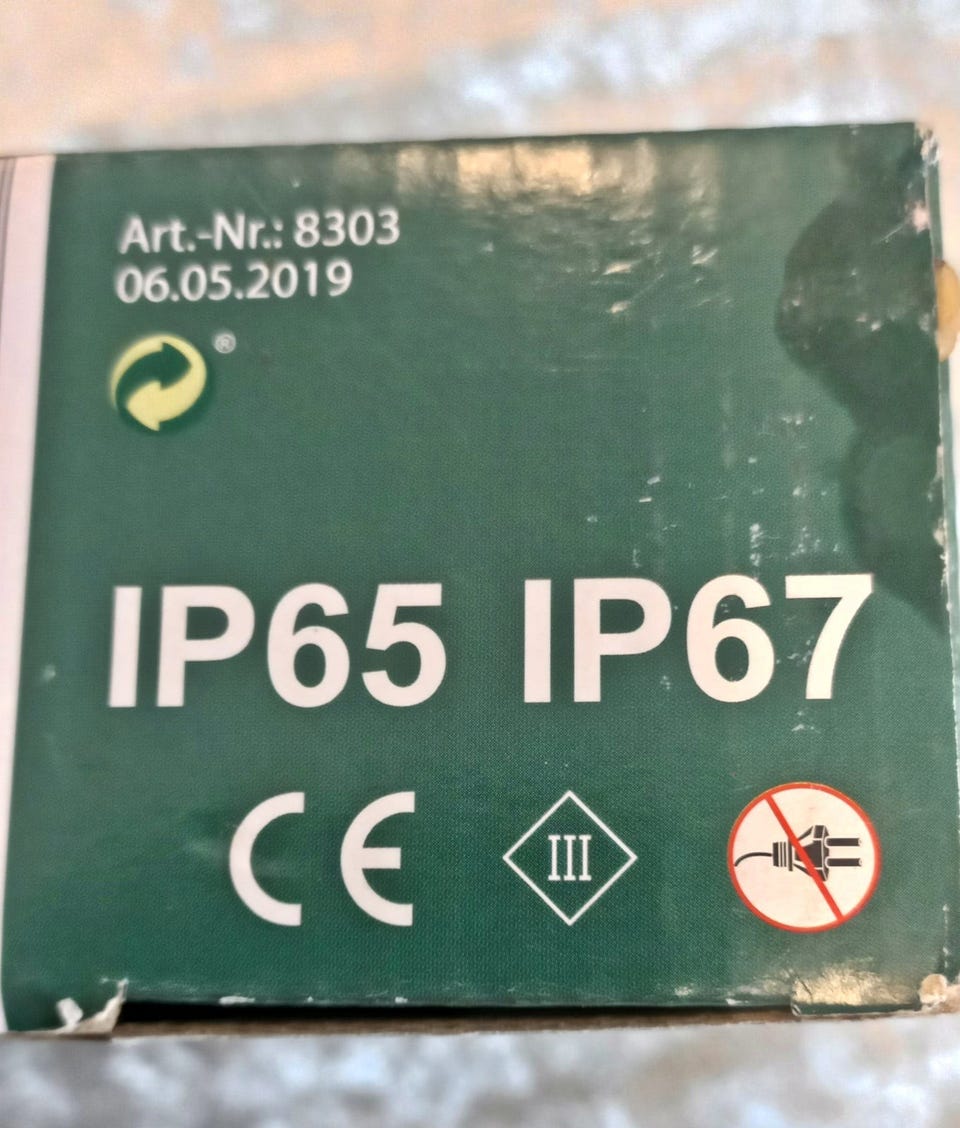 Art.-Nr.: 8303
06.05.2019
®
IP65 IP67
CE III